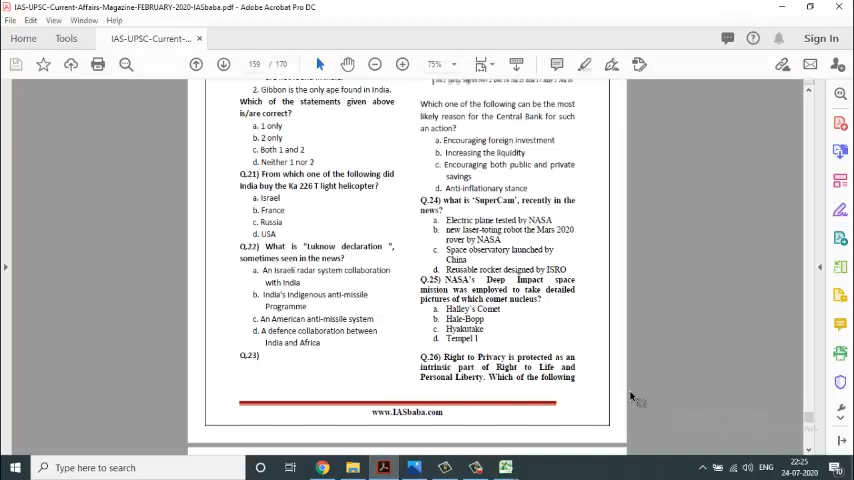 IAS-UPSC-Current-Affairs-Magazine-FEBRUARY-2020-IASbaba.pdf - Adobe Acrobat Pro DC
File Edit View Window Help
Home Tools IAS-UPSC-Current-... × Sign In
159 / 170 75%
2. Gibbon is the only ape found in India.
Which of the statements given above
is/are correct?
a. 1 only
b. 2 only
c. Both 1 and 2
d. Neither 1 nor 2
Q.21) From which one of the following did
India buy the Ka 226 T light helicopter?
a. Israel
b. France
c. Russia
d. USA
Q.22) What is "Luknow declaration ",
sometimes seen in the news?
a. An Israeli radar system collaboration
with India
b. India's indigenous anti-missile
Programme
c. An American anti-missile system
d. A defence collaboration between
India and Africa
Q.23)
Which one of the following can be the most
likely reason for the Central Bank for such
an action?
a. Encouraging foreign investment
b. Increasing the liquidity
c. Encouraging both public and private
savings
d. Anti-inflationary stance
Q.24) what is 'SuperCam', recently in the
news?
a. Electric plane tested by NASA
b. new laser-toting robot the Mars 2020
rover by NASA
c. Space observatory launched by
China
d. Reusable rocket designed by ISRO
Q.25) NASA's Deep Impact space
mission was employed to take detailed
pictures of which comet nucleus?
a. Halley's Comet
b. Hale-Bopp
c. Hyakutake
d. Tempel 1
Q.26) Right to Privacy is protected as an
intrinsic part of Right to Life and
Personal Liberty. Which of the following
www.IASbaba.com
Type here to search
ENG
22:25
24-07-2020